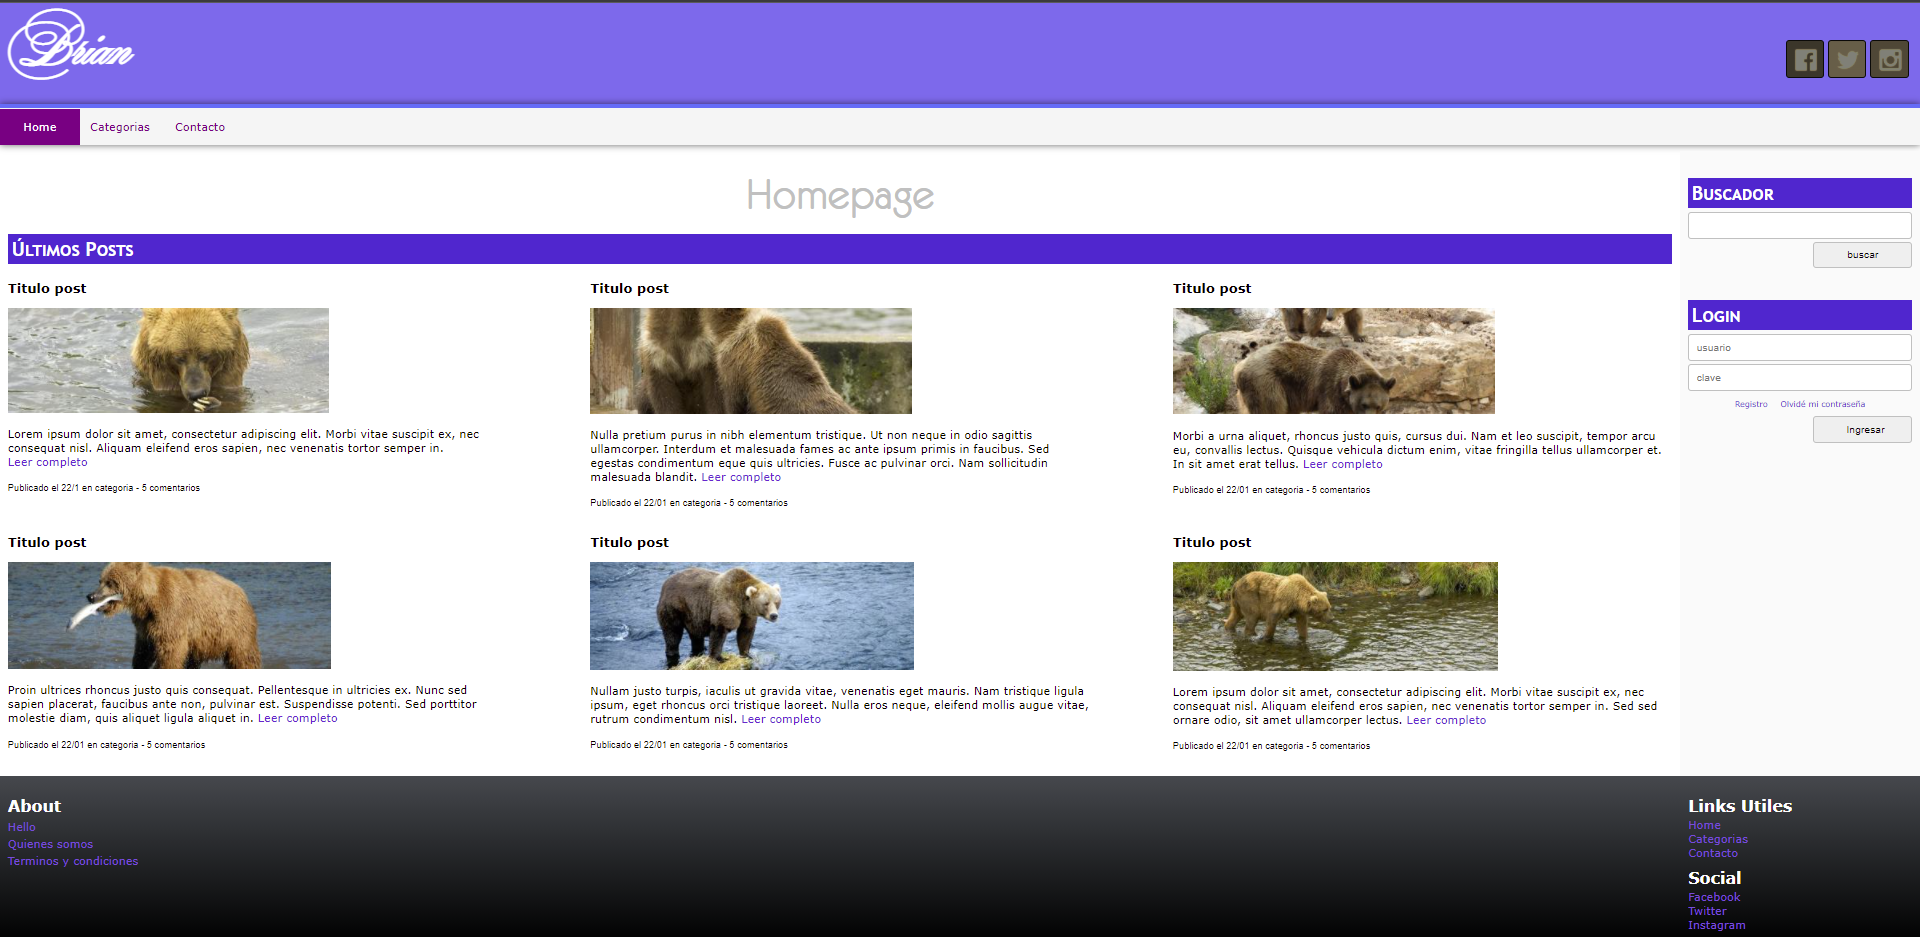 Brian
Home Categorias Contacto
Homepage
Últimos Posts
Titulo post
Lorem ipsum dolor sit amet, consectetur adipiscing elit. Morbi vitae suscipit ex, nec
consequat nisl. Aliquam eleifend eros sapien, nec venenatis tortor semper in.
Leer completo
Publicado el 22/1 en categoria - 5 comentarios
Titulo post
Nulla pretium purus in nibh elementum tristique. Ut non neque in odio sagittis
ullamcorper. Interdum et malesuada fames ac ante ipsum primis in faucibus. Sed
egestas condimentum eque quis ultricies. Fusce ac pulvinar orci. Nam sollicitudin
malesuada blandit. Leer completo
Publicado el 22/01 en categoria - 5 comentarios
Titulo post
Morbi a urna aliquet, rhoncus justo quis, cursus dui. Nam et leo suscipit, tempor arcu
eu, convallis lectus. Quisque vehicula dictum enim, vitae fringilla tellus ullamcorper et.
In sit amet erat tellus. Leer completo
Publicado el 22/01 en categoria - 5 comentarios
Titulo post
Proin ultrices rhoncus justo quis consequat. Pellentesque in ultricies ex. Nunc sed
sapien placerat, faucibus ante non, pulvinar est. Suspendisse potenti. Sed porttitor
molestie diam, quis aliquet ligula aliquet in. Leer completo
Publicado el 22/01 en categoria - 5 comentarios
Titulo post
Nullam justo turpis, iaculis ut gravida vitae, venenatis eget mauris. Nam tristique ligula
ipsum, eget rhoncus orci tristique laoreet. Nulla eros neque, eleifend mollis augue vitae,
rutrum condimentum nisl. Leer completo
Publicado el 22/01 en categoria - 5 comentarios
Titulo post
Lorem ipsum dolor sit amet, consectetur adipiscing elit. Morbi vitae suscipit ex, nec
consequat nisl. Aliquam eleifend eros sapien, nec venenatis tortor semper in. Sed sed
ornare odio, sit amet ullamcorper lectus. Leer completo
Publicado el 22/01 en categoria - 5 comentarios
Buscador
buscar
Login
usuario
clave
Registro Olvidé mi contraseña
Ingresar
About
Hello
Quienes somos
Terminos y condiciones
Links Utiles
Home
Categorias
Contacto
Social
Facebook
Twitter
Instagram